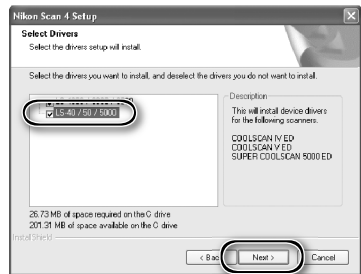 Nikon Scan 4 Setup
Select Drivers
Select the drivers setup will install.
Select the drivers you want to install, and deselect the drivers you do not want to install.
LS-40 / 50 / 5000
Description
This will install device drivers
for the following scanners.
COOLSCAN IV ED
COOLSCAN V ED
SUPER COOLSCAN 5000 ED
26.73 MB of space required on the C drive
201.31 MB of space available on the C drive
InstallShield
< Bac
Next >
Cancel